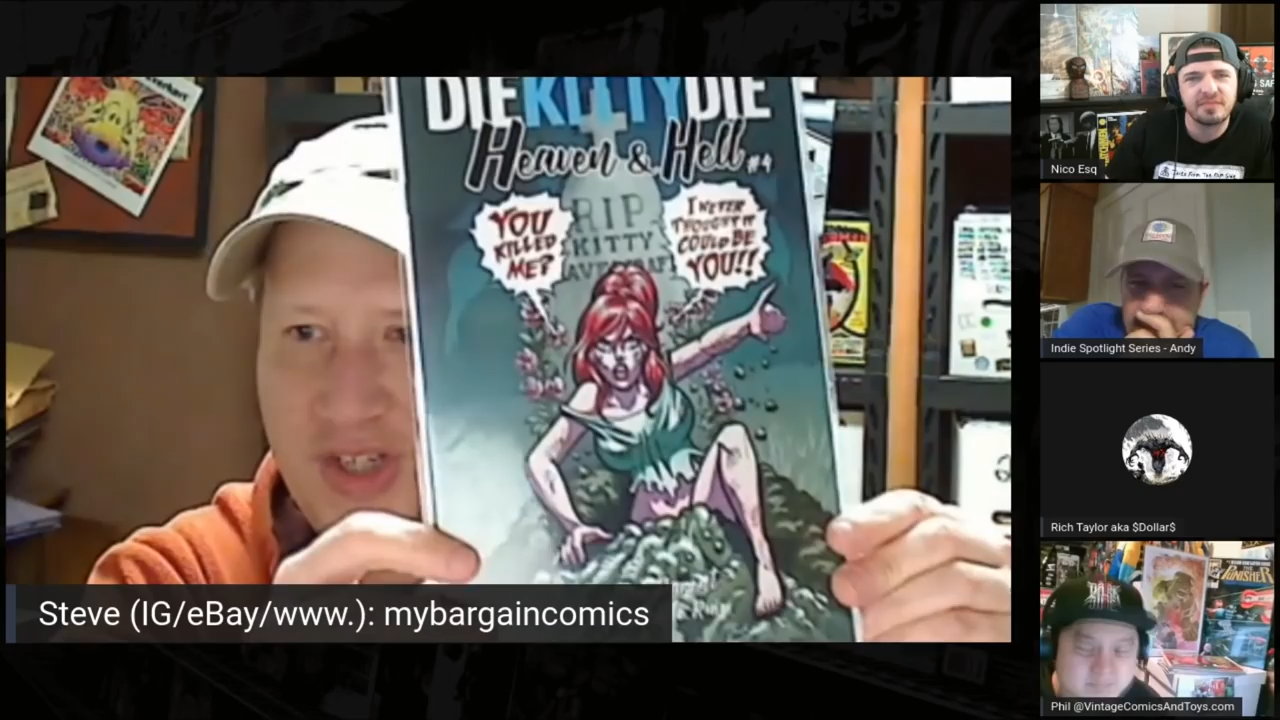 DIE KITTY DIE
Heaven & Hell #4
YOU
KILLED
ME?
I NEVER
THOUGHT IT
COULD BE
YOU!!
RIP
KITTY
Steve (IG/eBay/www.): mybargaincomics
Nico Esq
Indie Spotlight Series - Andy
Rich Taylor aka $Dollar$
PUNISHER
Phil @VintageComicsAndToys.com